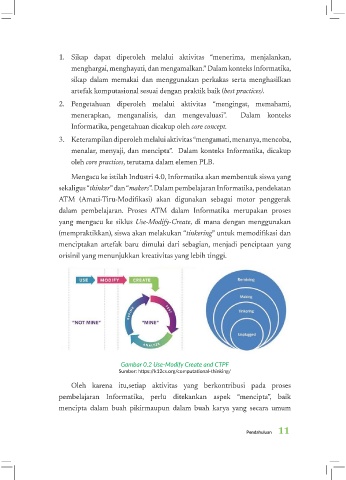 1. Sikap dapat diperoleh melalui aktivitas “menerima, menjalankan,
menghargai, menghayati, dan mengamalkan.” Dalam konteks Informatika,
sikap dalam memakai dan menggunakan perkakas serta menghasilkan
artefak komputasional sesuai dengan praktik baik (best practices).
2. Pengetahuan diperoleh melalui aktivitas “mengingat, memahami,
menerapkan, menganalisis, dan mengevaluasi”. Dalam konteks
Informatika, pengetahuan dicakup oleh core concept.
3. Keterampilan diperoleh melalui aktivitas “mengamati, menanya, mencoba,
menalar, menyaji, dan mencipta”. Dalam konteks Informatika, dicakup
oleh core practices, terutama dalam elemen PLB.
Mengacu ke istilah Industri 4.0, Informatika akan membentuk siswa yang
sekaligus “thinker” dan “makers”. Dalam pembelajaran Informatika, pendekatan
ATM (Amati-Tiru-Modifikasi) akan digunakan sebagai motor penggerak
dalam pembelajaran. Proses ATM dalam Informatika merupakan proses
yang mengacu ke siklus Use-Modify-Create, di mana dengan menggunakan
(mempraktikkan), siswa akan melakukan “tinkering” untuk memodifikasi dan
menciptakan artefak baru dimulai dari sebagian, menjadi penciptaan yang
orisinil yang menunjukkan kreativitas yang lebih tinggi.
USE MODIFY CREATE
"NOT MINE" "MINE"
ANALYZE
Remixing
Making
Tinkering
Unplugged
Gambar 0.2 Use-Modify Create and CTPF
Sumber: https://k12cs.org/computational-thinking/
Oleh karena itu,setiap aktivitas yang berkontribusi pada proses
pembelajaran Informatika, perlu ditekankan aspek “mencipta”, baik
mencipta dalam buah pikirmaupun dalam buah karya yang secara umum
Pendahuluan 11